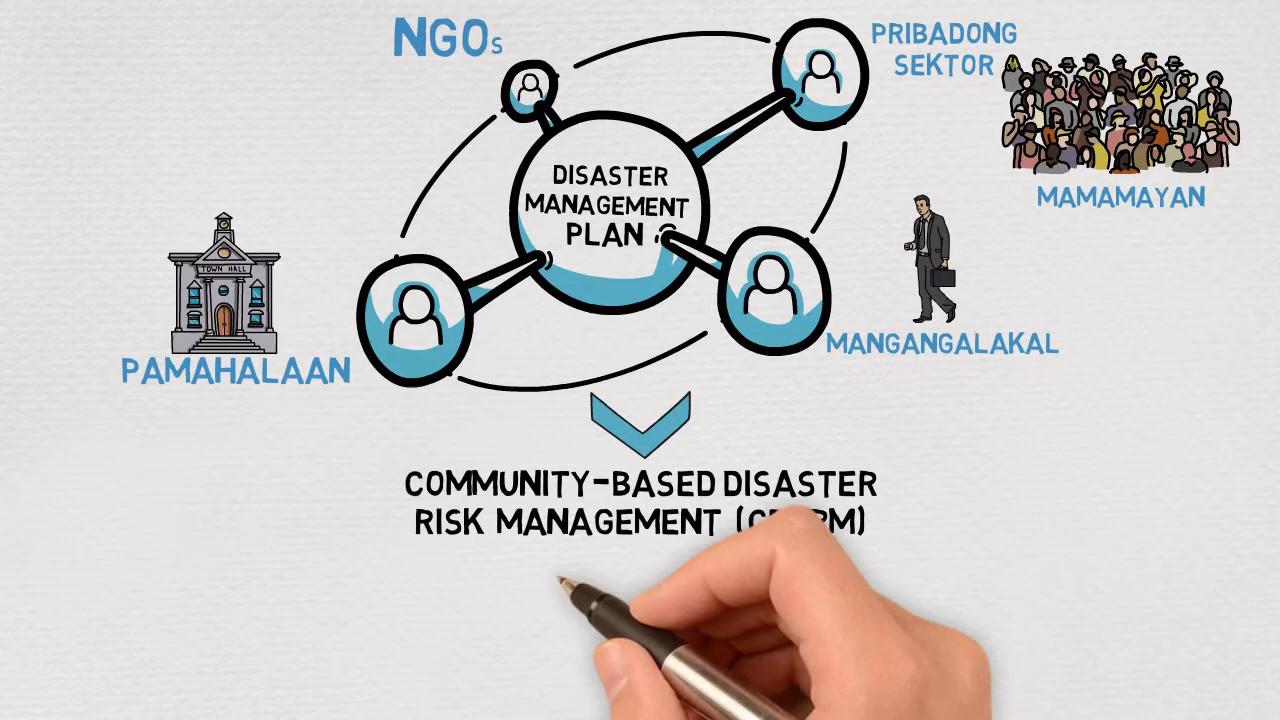 NGOs
PRIBADONG
SEKTOR
MAMAMAYAN
DISASTER
MANAGEMENT
PLAN
TOWN HALL
PAMAHALAAN
MANGANGALAKAL
COMMUNITY-BASED DISASTER
RISK MANAGEMENT